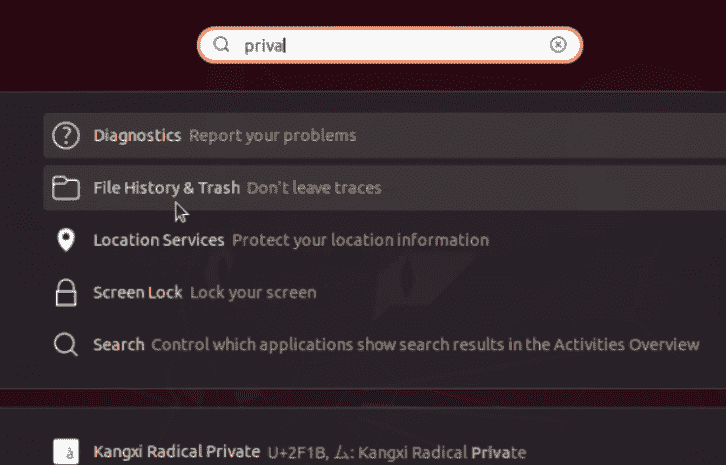 priva
Diagnostics Report your problems
File History & Trash Don't leave traces
Location Services Protect your location information
Screen Lock Lock your screen
Search Control which applications show search results in the Activities Overview
à
Kangxi Radical Private U+2F1B, ⼛: Kangxi Radical Private